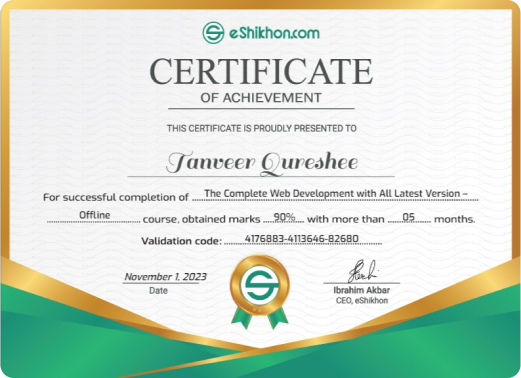 eShikhon.com
CERTIFICATE
OF ACHIEVEMENT
THIS CERTIFICATE IS PROUDLY PRESENTED TO
Tanveer Qureshee
For successful completion of The Complete Web Development with All Latest Version –
Offline course, obtained marks 90% with more than 05 months.
Validation code: 4176883-4113646-82680
November 1, 2023
Date
Ibrahim Akbar
CEO, eShikhon